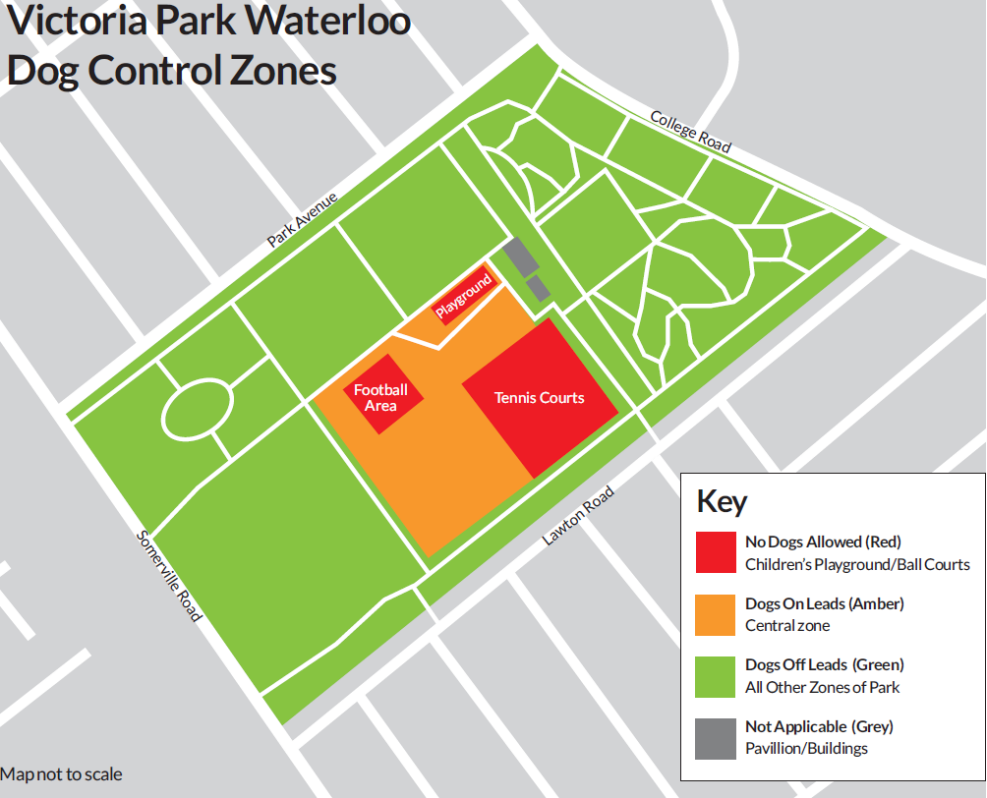 Victoria Park Waterloo
Dog Control Zones
College Road
Park Avenue
Playground
Football
Area
Tennis Courts
Lawton Road
Somerville Road
Key
No Dogs Allowed (Red)
Children's Playground/Ball Courts
Dogs On Leads (Amber)
Central zone
Dogs Off Leads (Green)
All Other Zones of Park
Not Applicable (Grey)
Pavillion/Buildings
Map not to scale